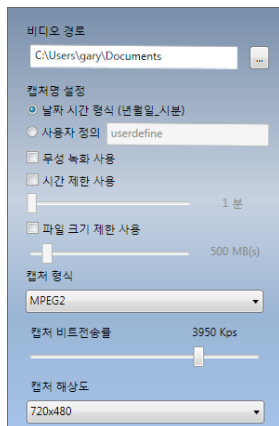 비디오 경로
C:\Users\gary\Documents
...
캡처명 설정
날짜 시간 형식 (년월일_시분)
사용자 정의 userdefine
무성 녹화 사용
시간 제한 사용
1 분
파일 크기 제한 사용
500 MB(s)
캡처 형식
MPEG2
캡처 비트전송률 3950 Kps
캡처 해상도
720x480